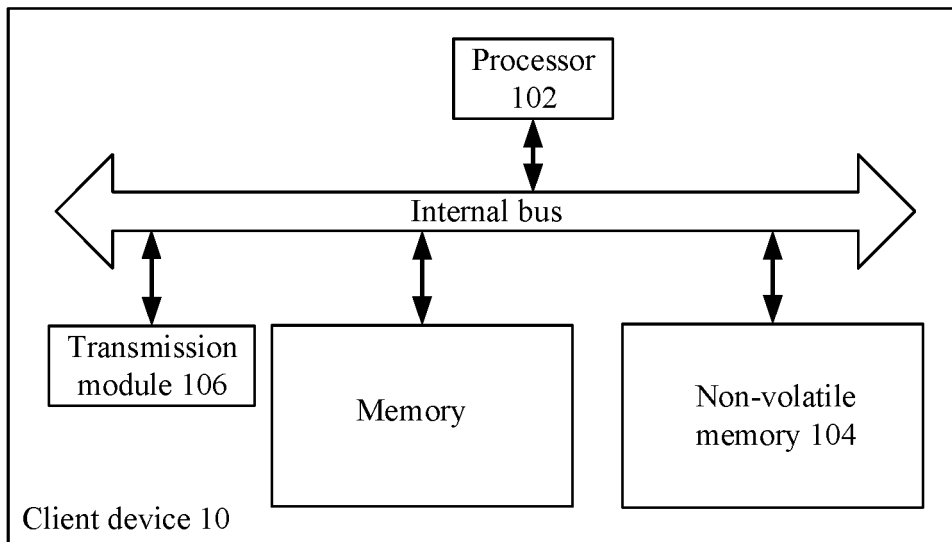 Processor
102
Internal bus
Transmission
module 106
Memory
Non-volatile
memory 104
Client device 10